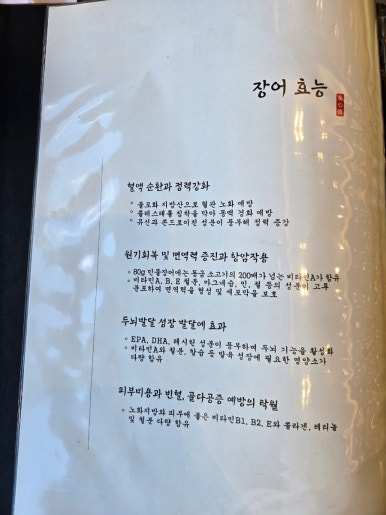 장어 효능
혈액 순환과 정력강화
불포화 지방산으로 혈관 노화 예방
콜레스테롤 침착을 막아 동맥 경화 예방
뮤신과 콘드로이친 성분이 풍부해 정력 증강
원기회복 및 면역력 증진과 항암작용
80g 민물장어에는 동급 소고기의 200배가 넘는 비타민A가 함유
비타민A, B, E 칼분, 마그네슘, 인, 철 등의 성분이 고루
분포하여 면역력을 형성 및 세포막을 보호
두뇌발달 성장 발달에 효과
EPA, DHA, 레시틴 성분이 풍부하며 두뇌 기능을 활성화
비타민A와 칼분, 칼슘 등 발육 성장에 필요한 영양소가
다량 함유
피부미용과 빈혈, 골다공증 예방의 탁월
노화지방과 피부에 좋은 비타민B1, B2, E와 콜라겐, 레티놀
및 철분 다량 함유